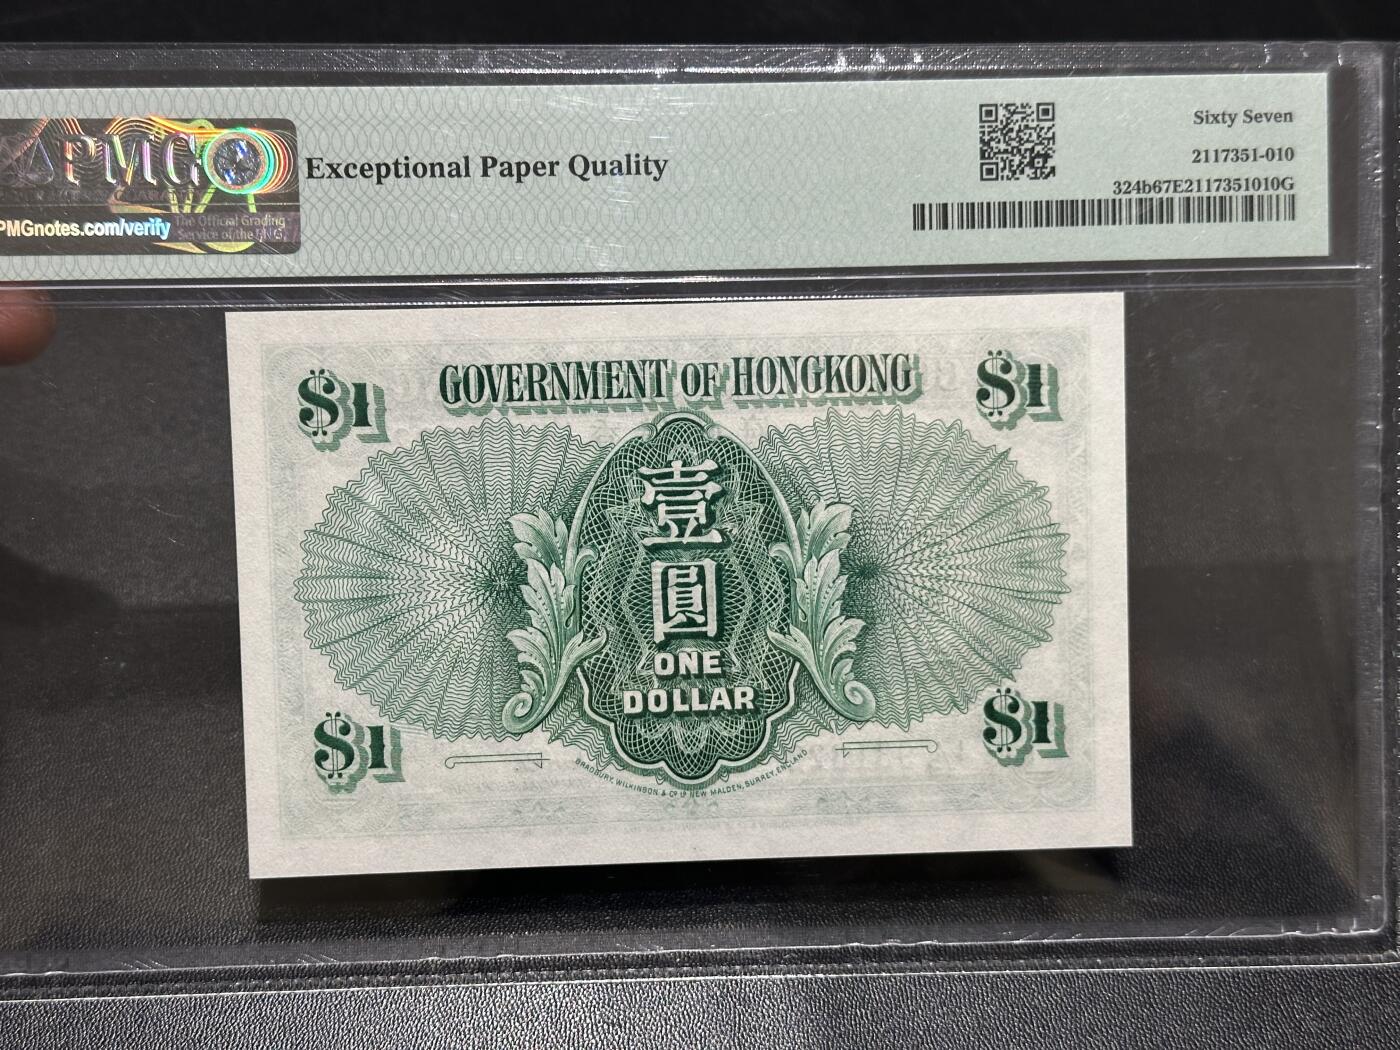 PMG
PMGnotes.com/verify
The Official Grading
Service of the PNG
Exceptional Paper Quality
Sixty Seven
2117351-010
324b67E2117351010G
GOVERNMENT OF HONGKONG
$1
$1
壹
圓
ONE
DOLLAR
$1
$1
BRADBURY, WILKINSON & Co. Ld. NEW MALDEN, SURREY, ENGLAND